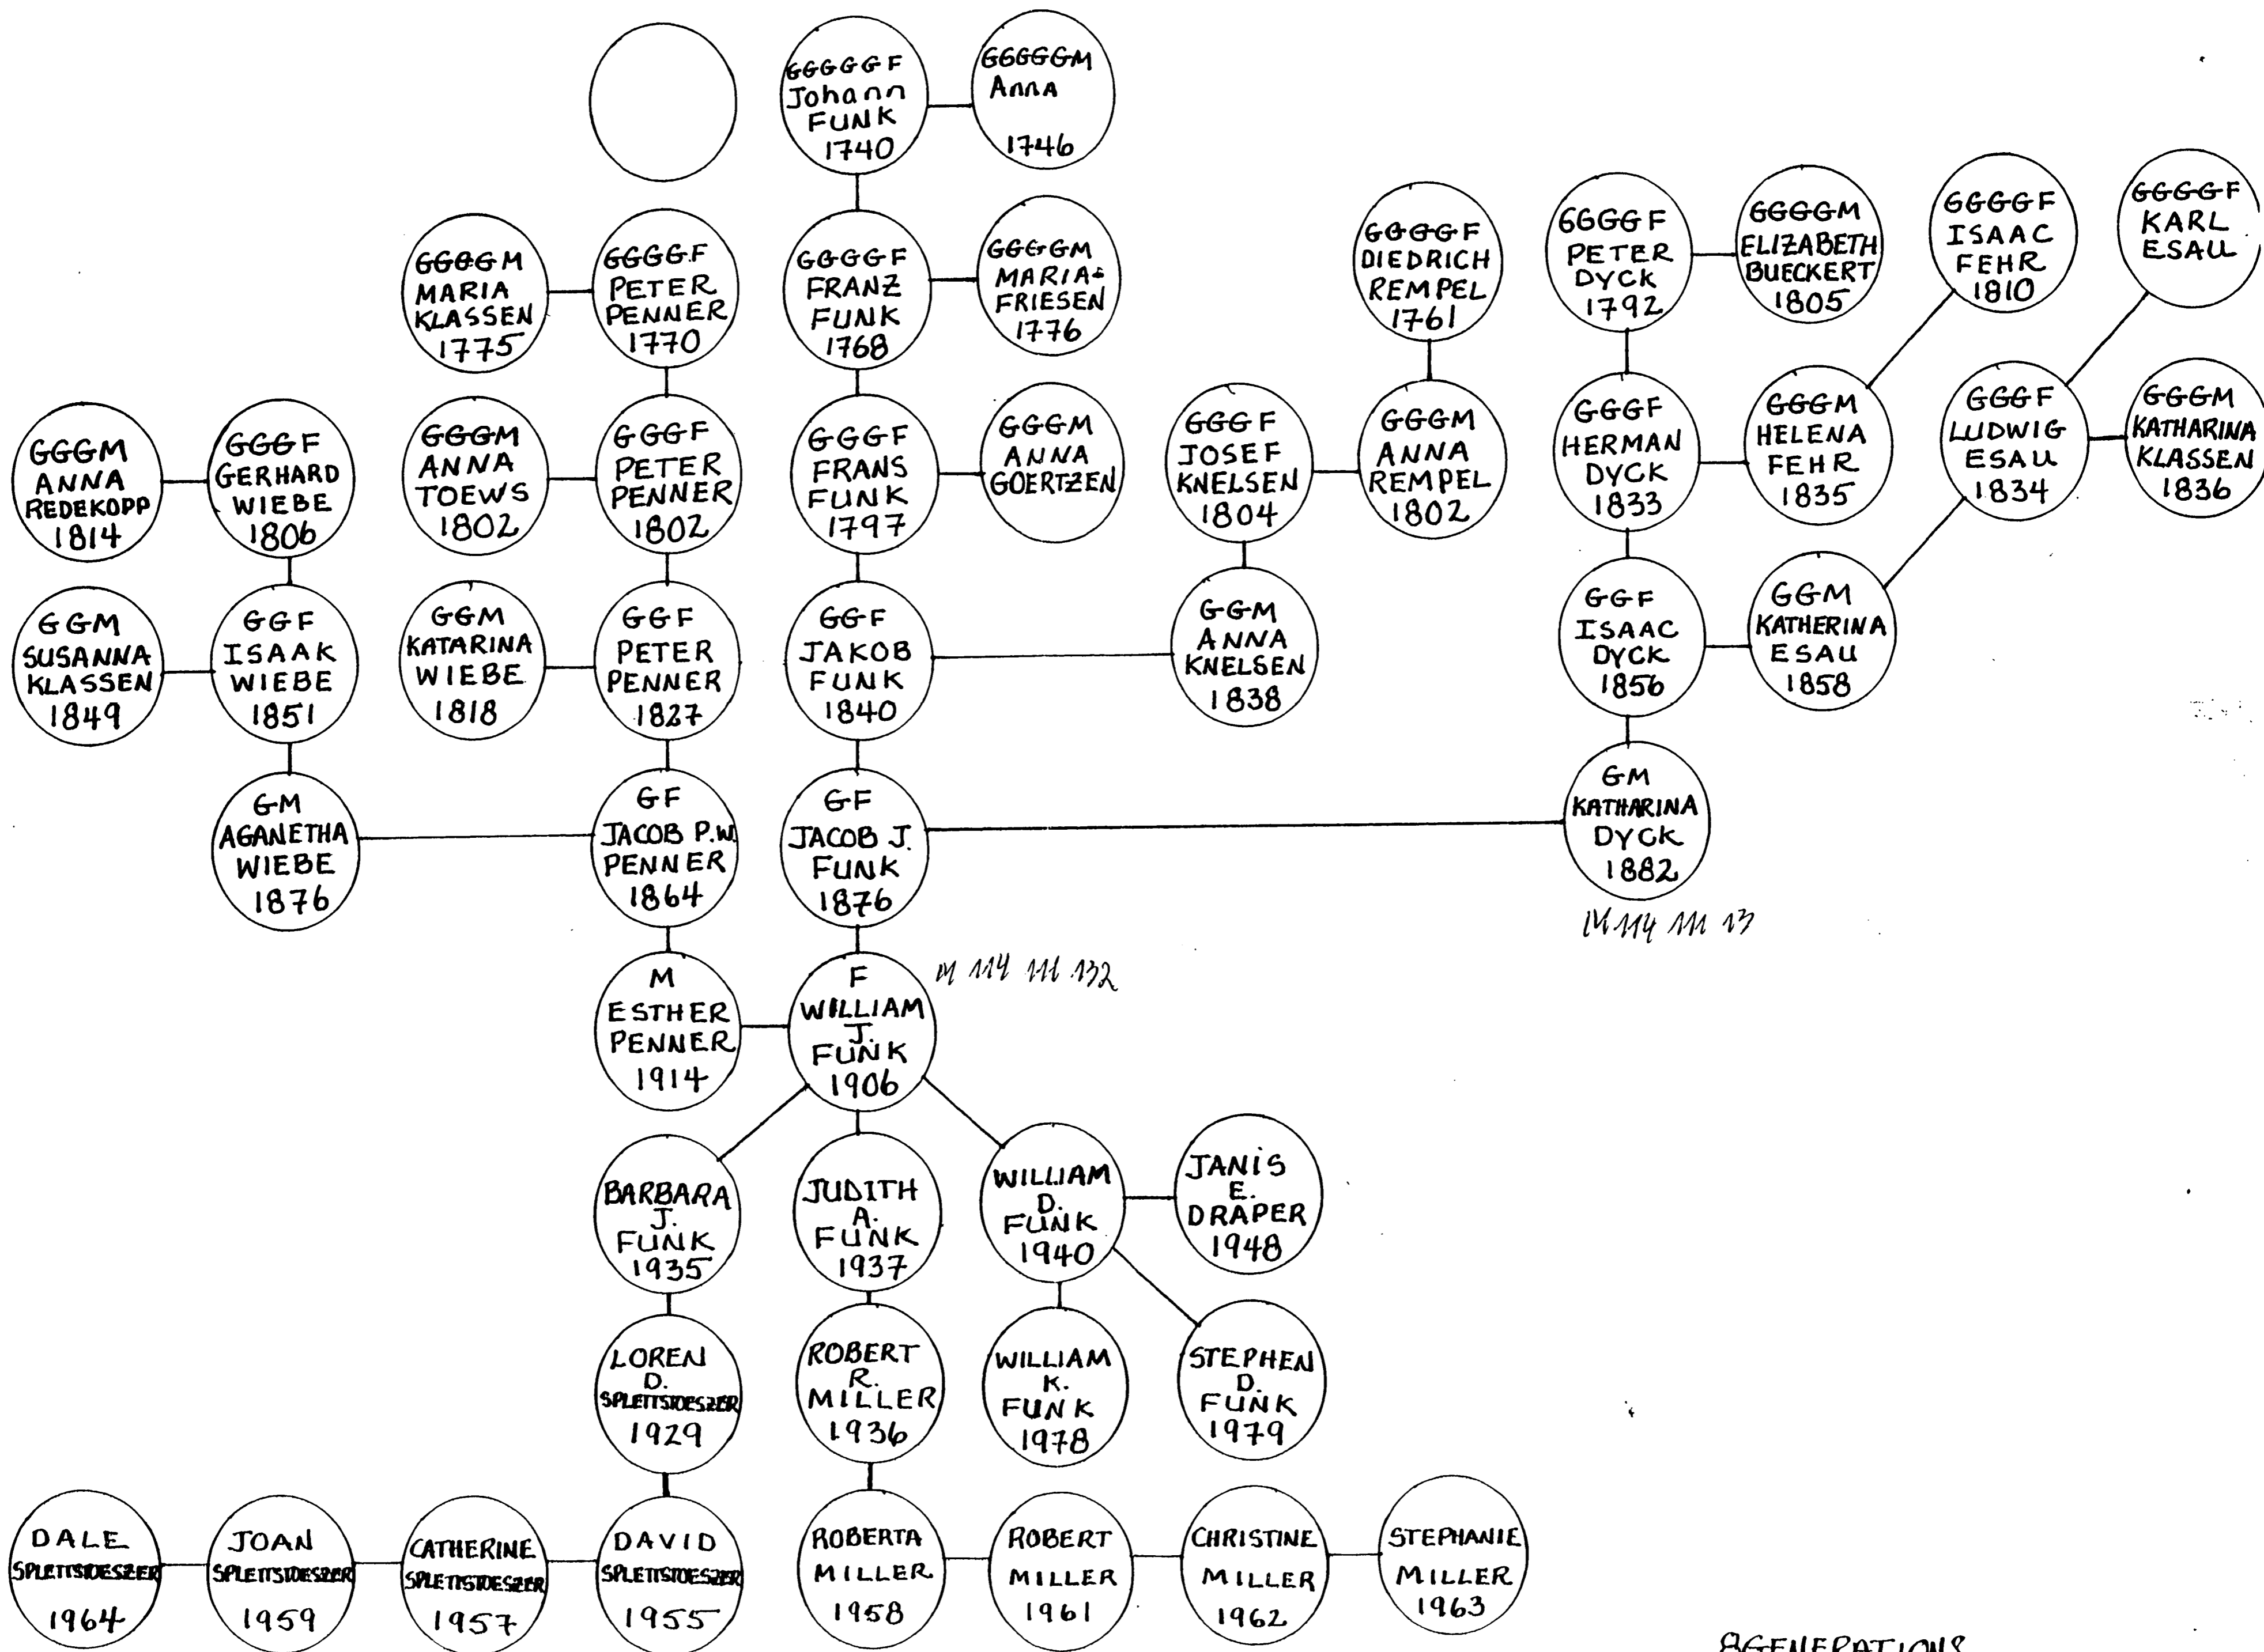 GGGGGF
Johann
FUNK
1740
GGGGGM
Anna
1746
GGGGM
MARIA
KLASSEN
1775
GGGGF
PETER
PENNER
1770
GGGGF
FRANZ
FUNK
1768
GGGGM
MARIA
FRIESEN
1776
GGGGF
DIEDRICH
REMPEL
1761
GGGGF
PETER
DYCK
1792
GGGGM
ELIZABETH
BUECKERT
1805
GGGGF
ISAAC
FEHR
1810
GGGGF
KARL
ESAU
GGGM
ANNA
REDEKOPP
1814
GGGF
GERHARD
WIEBE
1806
GGGM
ANNA
TOEWS
1802
GGGF
PETER
PENNER
1802
GGGF
FRANS
FUNK
1797
GGGM
ANNA
GOERTZEN
GGGF
JOSEF
KNELSEN
1804
GGGM
ANNA
REMPEL
1802
GGGF
HERMAN
DYCK
1833
GGGM
HELENA
FEHR
1835
GGGF
LUDWIG
ESAU
1834
GGGM
KATHARINA
KLASSEN
1836
GGM
SUSANNA
KLASSEN
1849
GGF
ISAAK
WIEBE
1851
GGM
KATARINA
WIEBE
1818
GGF
PETER
PENNER
1827
GGF
JAKOB
FUNK
1840
GGM
ANNA
KNELSEN
1838
GGF
ISAAC
DYCK
1856
GGM
KATHERINA
ESAU
1858
GM
AGANETHA
WIEBE
1876
GF
JACOB P.W.
PENNER
1864
GF
JACOB J.
FUNK
1876
GM
KATHARINA
DYCK
1882
M 114 111 13
M
ESTHER
PENNER
1914
F
WILLIAM
J.
FUNK
1906
M 114 111 132
BARBARA
J.
FUNK
1935
JUDITH
A.
FUNK
1937
WILLIAM
D.
FUNK
1940
JANIS
E.
DRAPER
1948
LOREN
D.
SPLETTSTOESZER
1929
ROBERT
R.
MILLER
1936
WILLIAM
K.
FUNK
1978
STEPHEN
D.
FUNK
1979
DALE
SPLETTSTOESZER
1964
JOAN
SPLETTSTOESZER
1959
CATHERINE
SPLETTSTOESZER
1957
DAVID
SPLETTSTOESZER
1955
ROBERTA
MILLER
1958
ROBERT
MILLER
1961
CHRISTINE
MILLER
1962
STEPHANIE
MILLER
1963
8 GENERATIONS